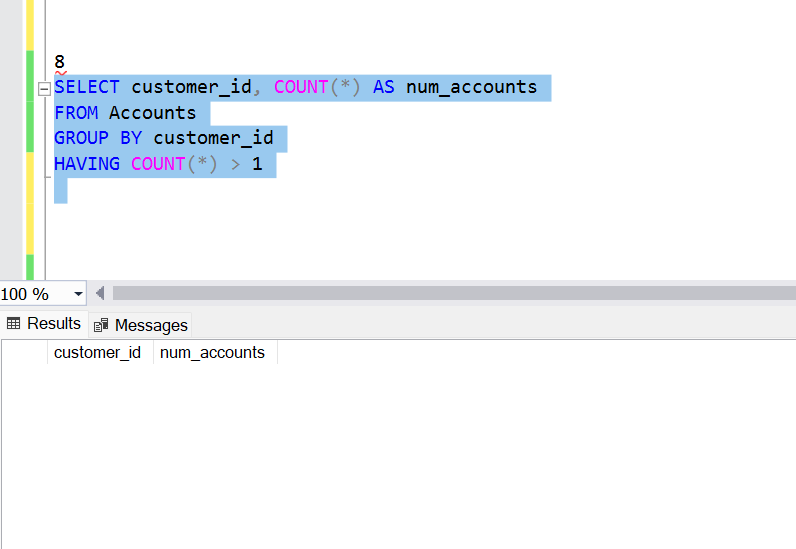 8
SELECT customer_id, COUNT(*) AS num_accounts
FROM Accounts
GROUP BY customer_id
HAVING COUNT(*) > 1
100 %
Results Messages
customer_id num_accounts